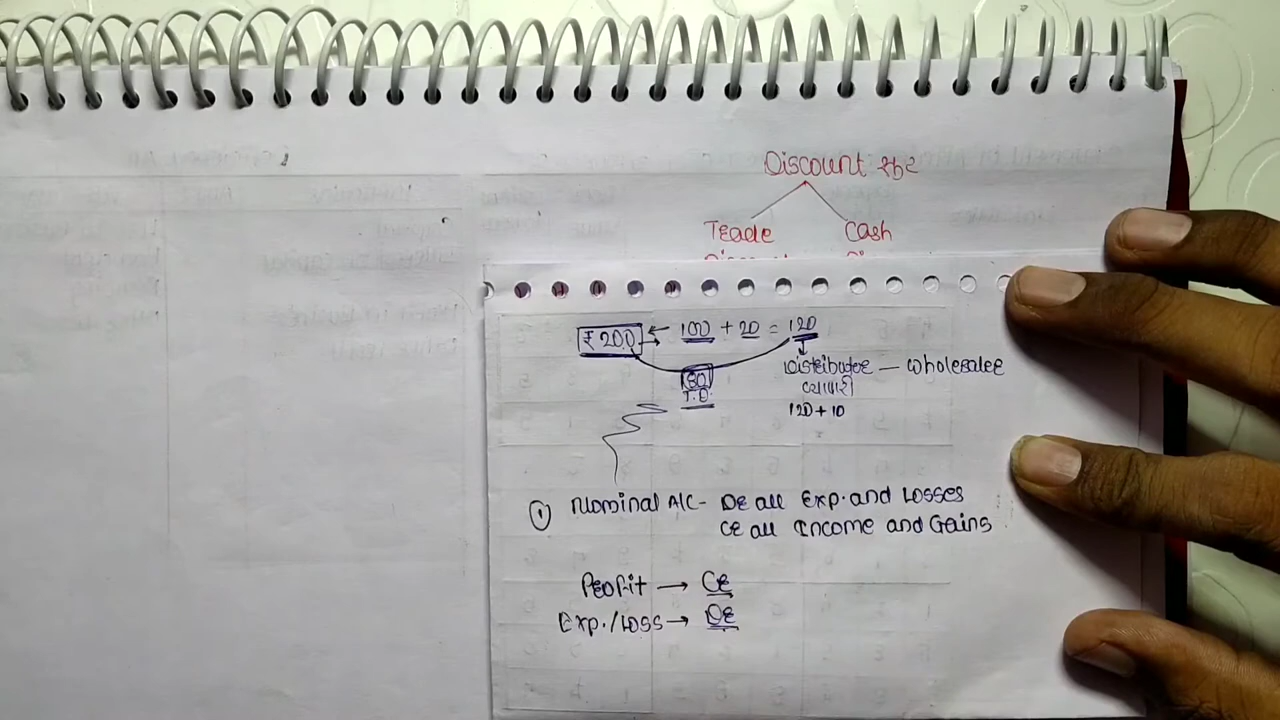 Discount छूट
Trade Cash
₹200 100 + 20 = 120
80
T.D.
Distributor — Wholesaler
व्यापारी
120+10
① Nominal A/C - Dr all Exp. and Losses
Cr all Income and Gains
Profit → Cr
Exp./Loss → Dr